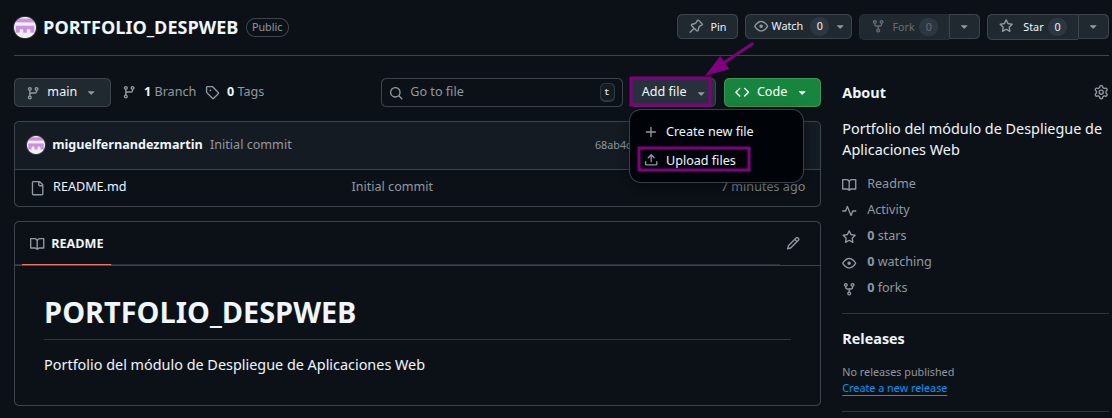 PORTFOLIO_DESPWEB Public Pin Watch 0 Fork 0 Star 0
main 1 Branch 0 Tags Go to file t Add file Code
Create new file
Upload files
miguelfernandezmartin Initial commit 68ab4
README.md Initial commit 7 minutes ago
README
PORTFOLIO_DESPWEB
Portfolio del módulo de Despliegue de Aplicaciones Web
About
Portfolio del módulo de Despliegue de
Aplicaciones Web
Readme
Activity
0 stars
0 watching
0 forks
Releases
No releases published
Create a new release